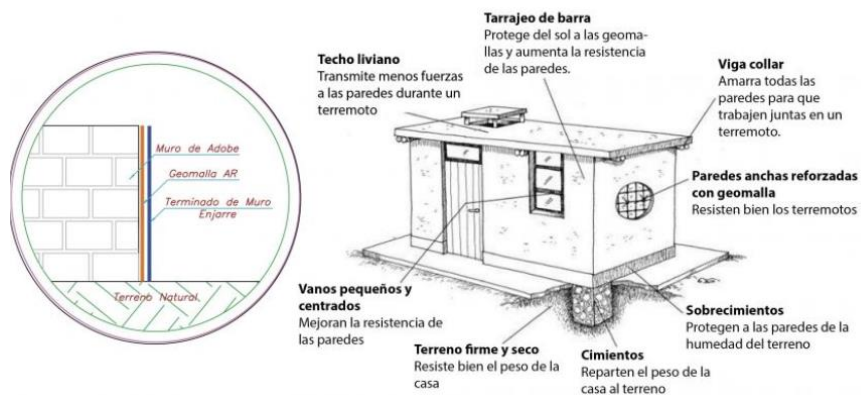 Muro de Adobe
Geomalla AR
Terminado de Muro
Enjarre
Terreno Natural
Techo liviano
Transmite menos fuerzas
a las paredes durante un
terremoto
Tarrajeo de barra
Protege del sol a las geoma-
llas y aumenta la resistencia
de las paredes.
Viga collar
Amarra todas las
paredes para que
trabajen juntas en un
terremoto.
Paredes anchas reforzadas
con geomalla
Resisten bien los terremotos
Vanos pequeños y
centrados
Mejoran la resistencia de
las paredes
Terreno firme y seco
Resiste bien el peso de la
casa
Cimientos
Reparten el peso de la
casa al terreno
Sobrecimientos
Protegen a las paredes de la
humedad del terreno